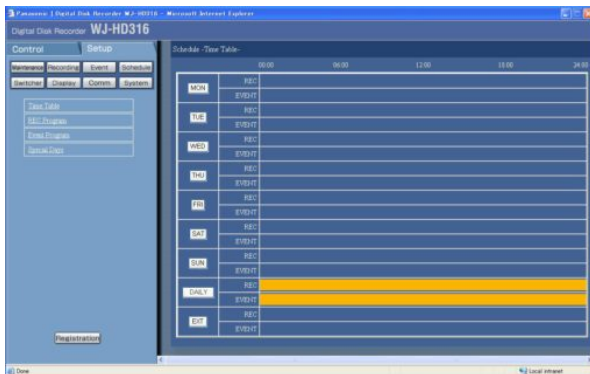 Panasonic [Digital Disk Recorder WJ-HD316 - Microsoft Internet Explorer
Digital Disk Recorder WJ-HD316
Control Setup
Maintenance Recording Event Schedule
Switcher Display Comm System
Time Table
REC Program
Event Program
Special Days
Registration
Schedule -Time Table-
00:00 06:00 12:00 18:00 24:00
MON REC
EVENT
TUE REC
EVENT
WED REC
EVENT
THU REC
EVENT
FRI REC
EVENT
SAT REC
EVENT
SUN REC
EVENT
DAILY REC
EVENT
EXT REC
EVENT
Done Local intranet